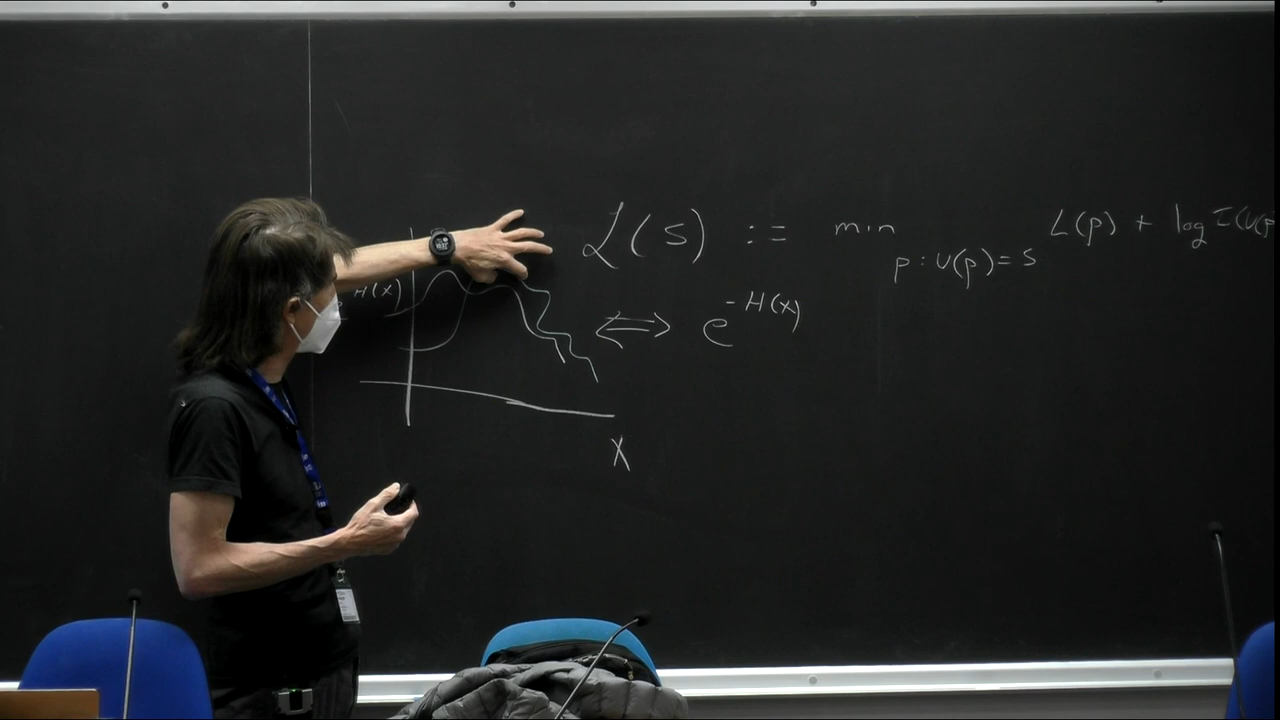 ℒ(s) := min L(p) + log I(U(p
p : U(p) = s
H(x)
⟺ e^{-H(x)}
X